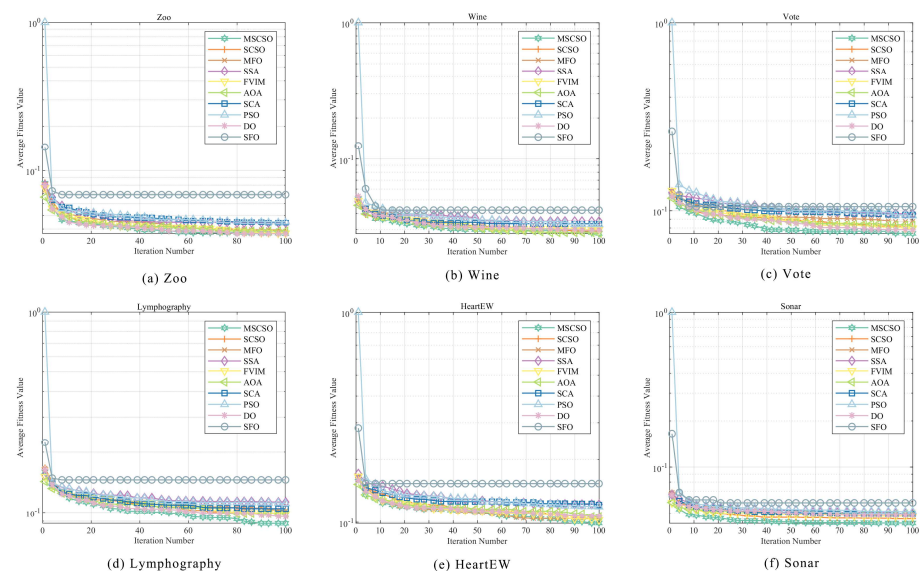 Zoo
10^0
10^-1
Average Fitness Value
0 20 40 60 80 100
Iteration Number
MSCSO
SCSO
MFO
SSA
FVIM
AOA
SCA
PSO
DO
SFO
(a) Zoo
Wine
10^0
10^-1
Average Fitness Value
0 10 20 30 40 50 60 70 80 90 100
Iteration Number
MSCSO
SCSO
MFO
SSA
FVIM
AOA
SCA
PSO
DO
SFO
(b) Wine
Vote
10^0
10^-1
Average Fitness Value
0 10 20 30 40 50 60 70 80 90 100
Iteration Number
MSCSO
SCSO
MFO
SSA
FVIM
AOA
SCA
PSO
DO
SFO
(c) Vote
Lymphography
10^0
10^-1
Average Fitness Value
0 20 40 60 80 100
Iteration Number
MSCSO
SCSO
MFO
SSA
FVIM
AOA
SCA
PSO
DO
SFO
(d) Lymphography
HeartEW
10^0
10^-1
Average Fitness Value
0 10 20 30 40 50 60 70 80 90 100
Iteration Number
MSCSO
SCSO
MFO
SSA
FVIM
AOA
SCA
PSO
DO
SFO
(e) HeartEW
Sonar
10^0
10^-1
Average Fitness Value
0 10 20 30 40 50 60 70 80 90 100
Iteration Number
MSCSO
SCSO
MFO
SSA
FVIM
AOA
SCA
PSO
DO
SFO
(f) Sonar